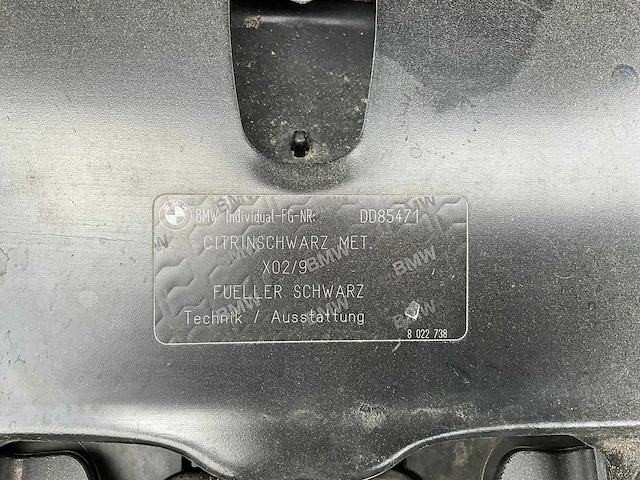 BMW Individual-FG-NR: DD85471
CITRINSCHWARZ MET.
X02/9
FUELLER SCHWARZ
Technik / Ausstattung
8 022 738